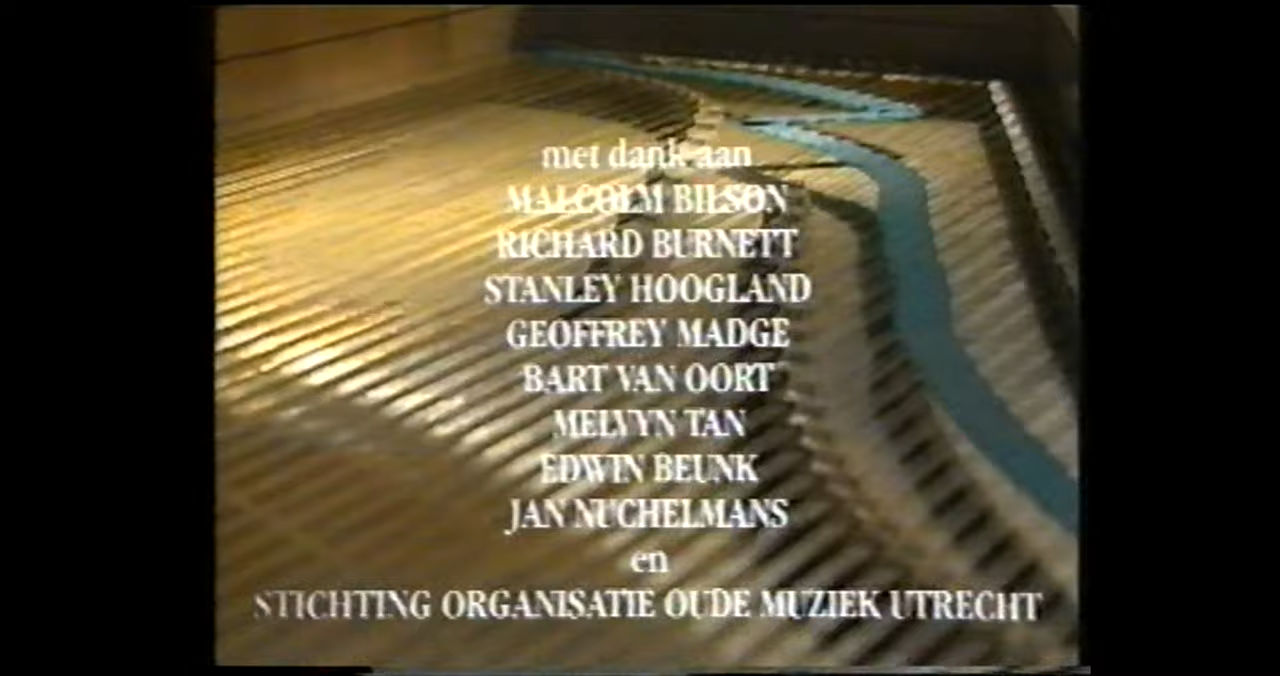 met dank aan
MALCOLM BILSON
RICHARD BURNETT
STANLEY HOOGLAND
GEOFFREY MADGE
BART VAN OORT
MELVYN TAN
EDWIN BEUNK
JAN NUCHELMANS
en
STICHTING ORGANISATIE OUDE MUZIEK UTRECHT